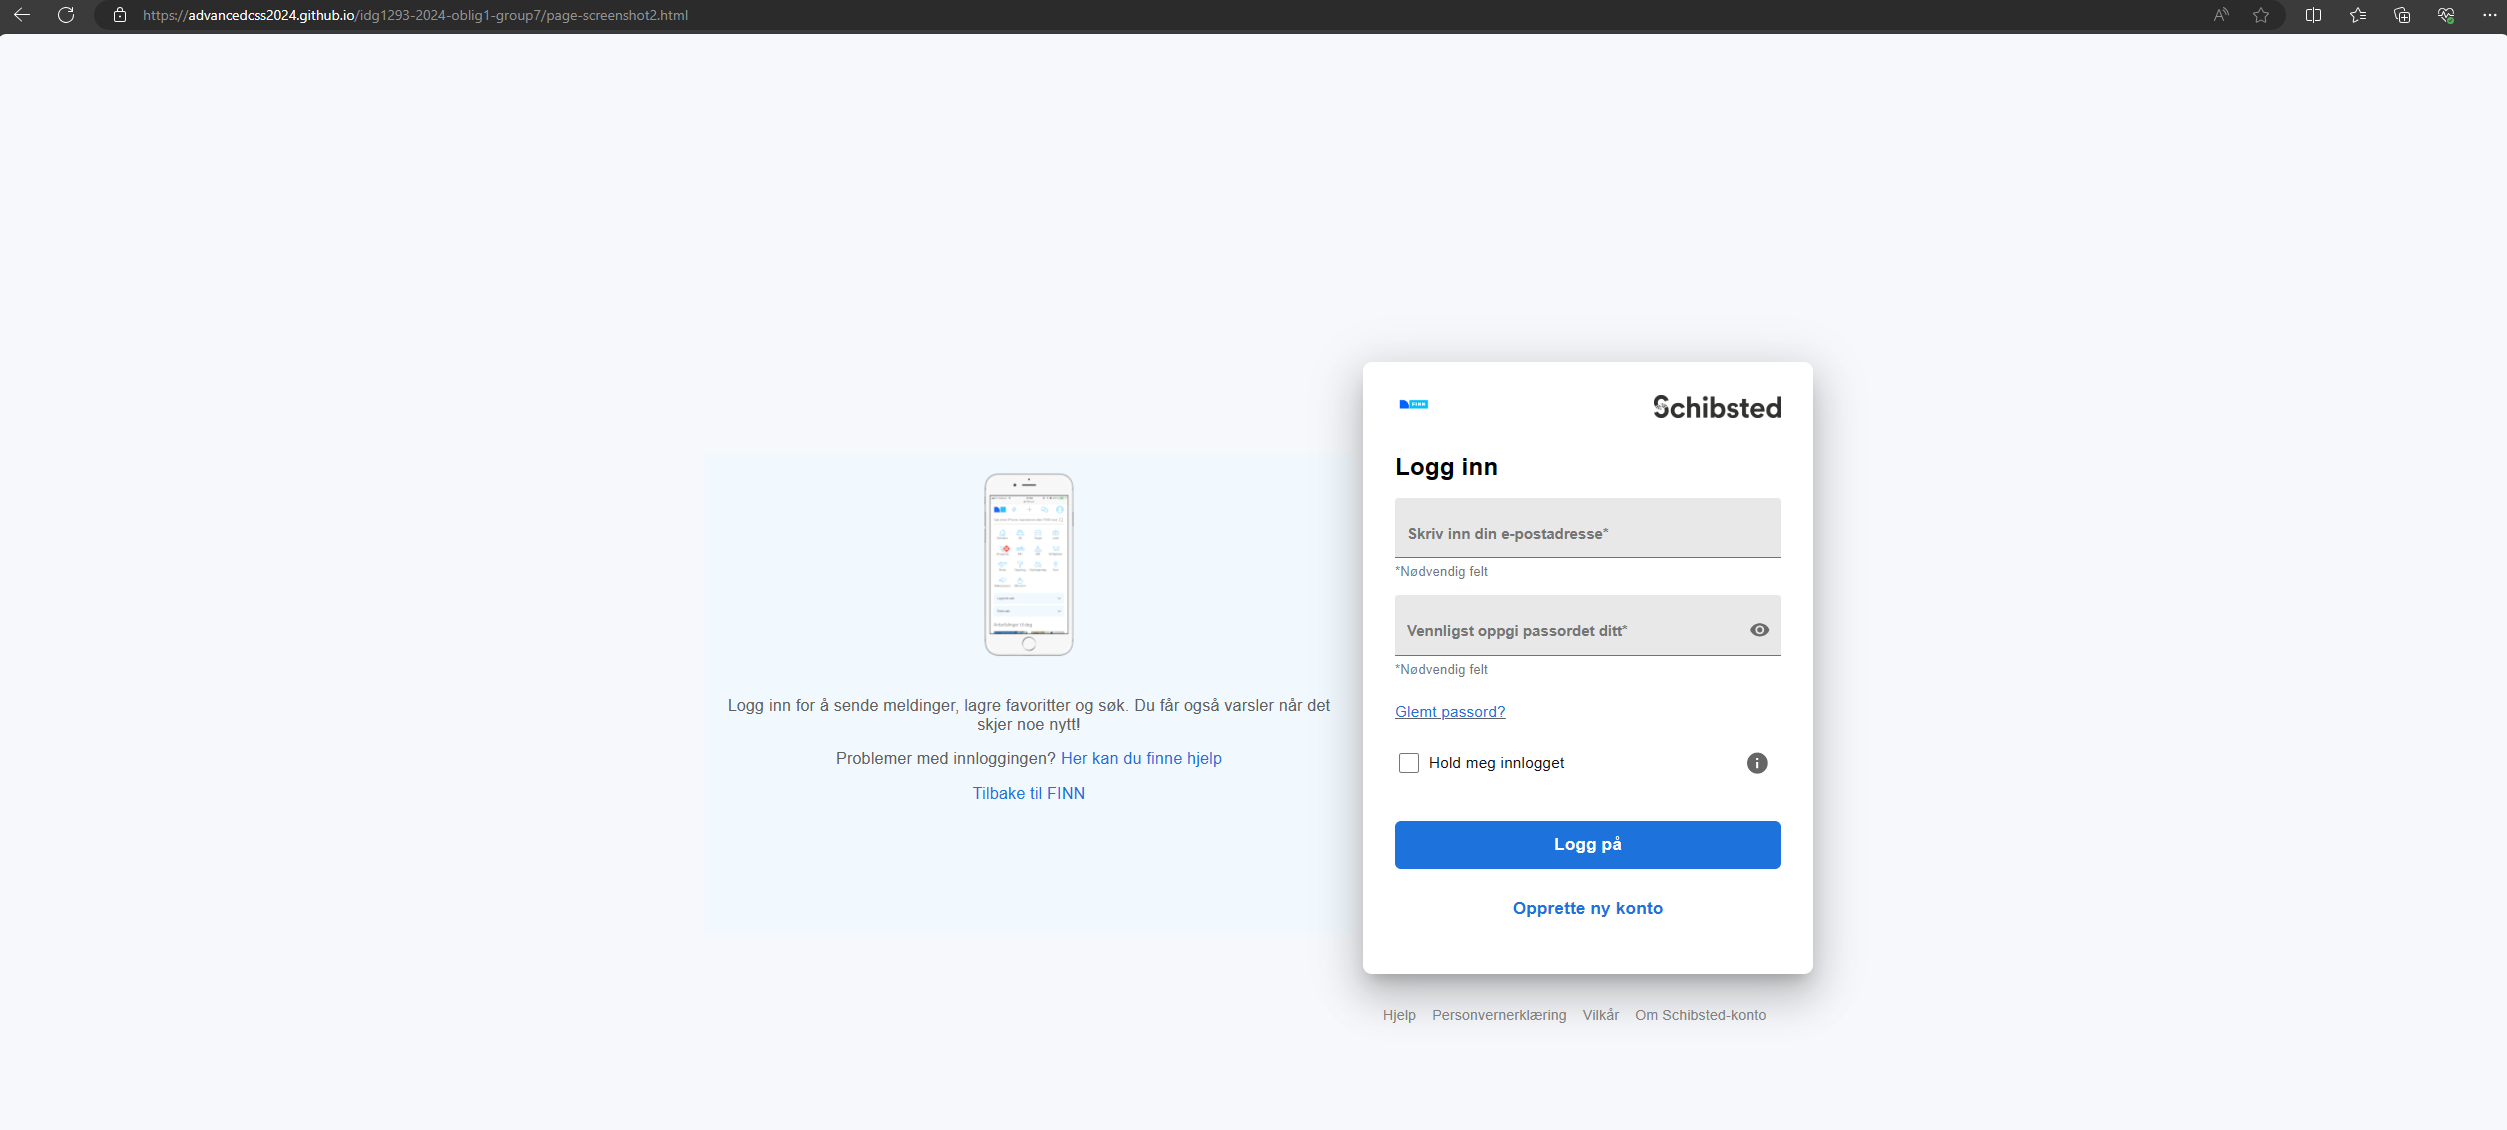 https://advancedcss2024.github.io/idg1293-2024-oblig1-group7/page-screenshot2.html
FINN
Schibsted
Logg inn
Skriv inn din e-postadresse*
*Nødvendig felt
Vennligst oppgi passordet ditt*
*Nødvendig felt
Glemt passord?
Hold meg innlogget
Logg på
Opprette ny konto
Logg inn for å sende meldinger, lagre favoritter og søk. Du får også varsler når det
skjer noe nytt!
Problemer med innloggingen? Her kan du finne hjelp
Tilbake til FINN
Hjelp Personvernerklæring Vilkår Om Schibsted-konto